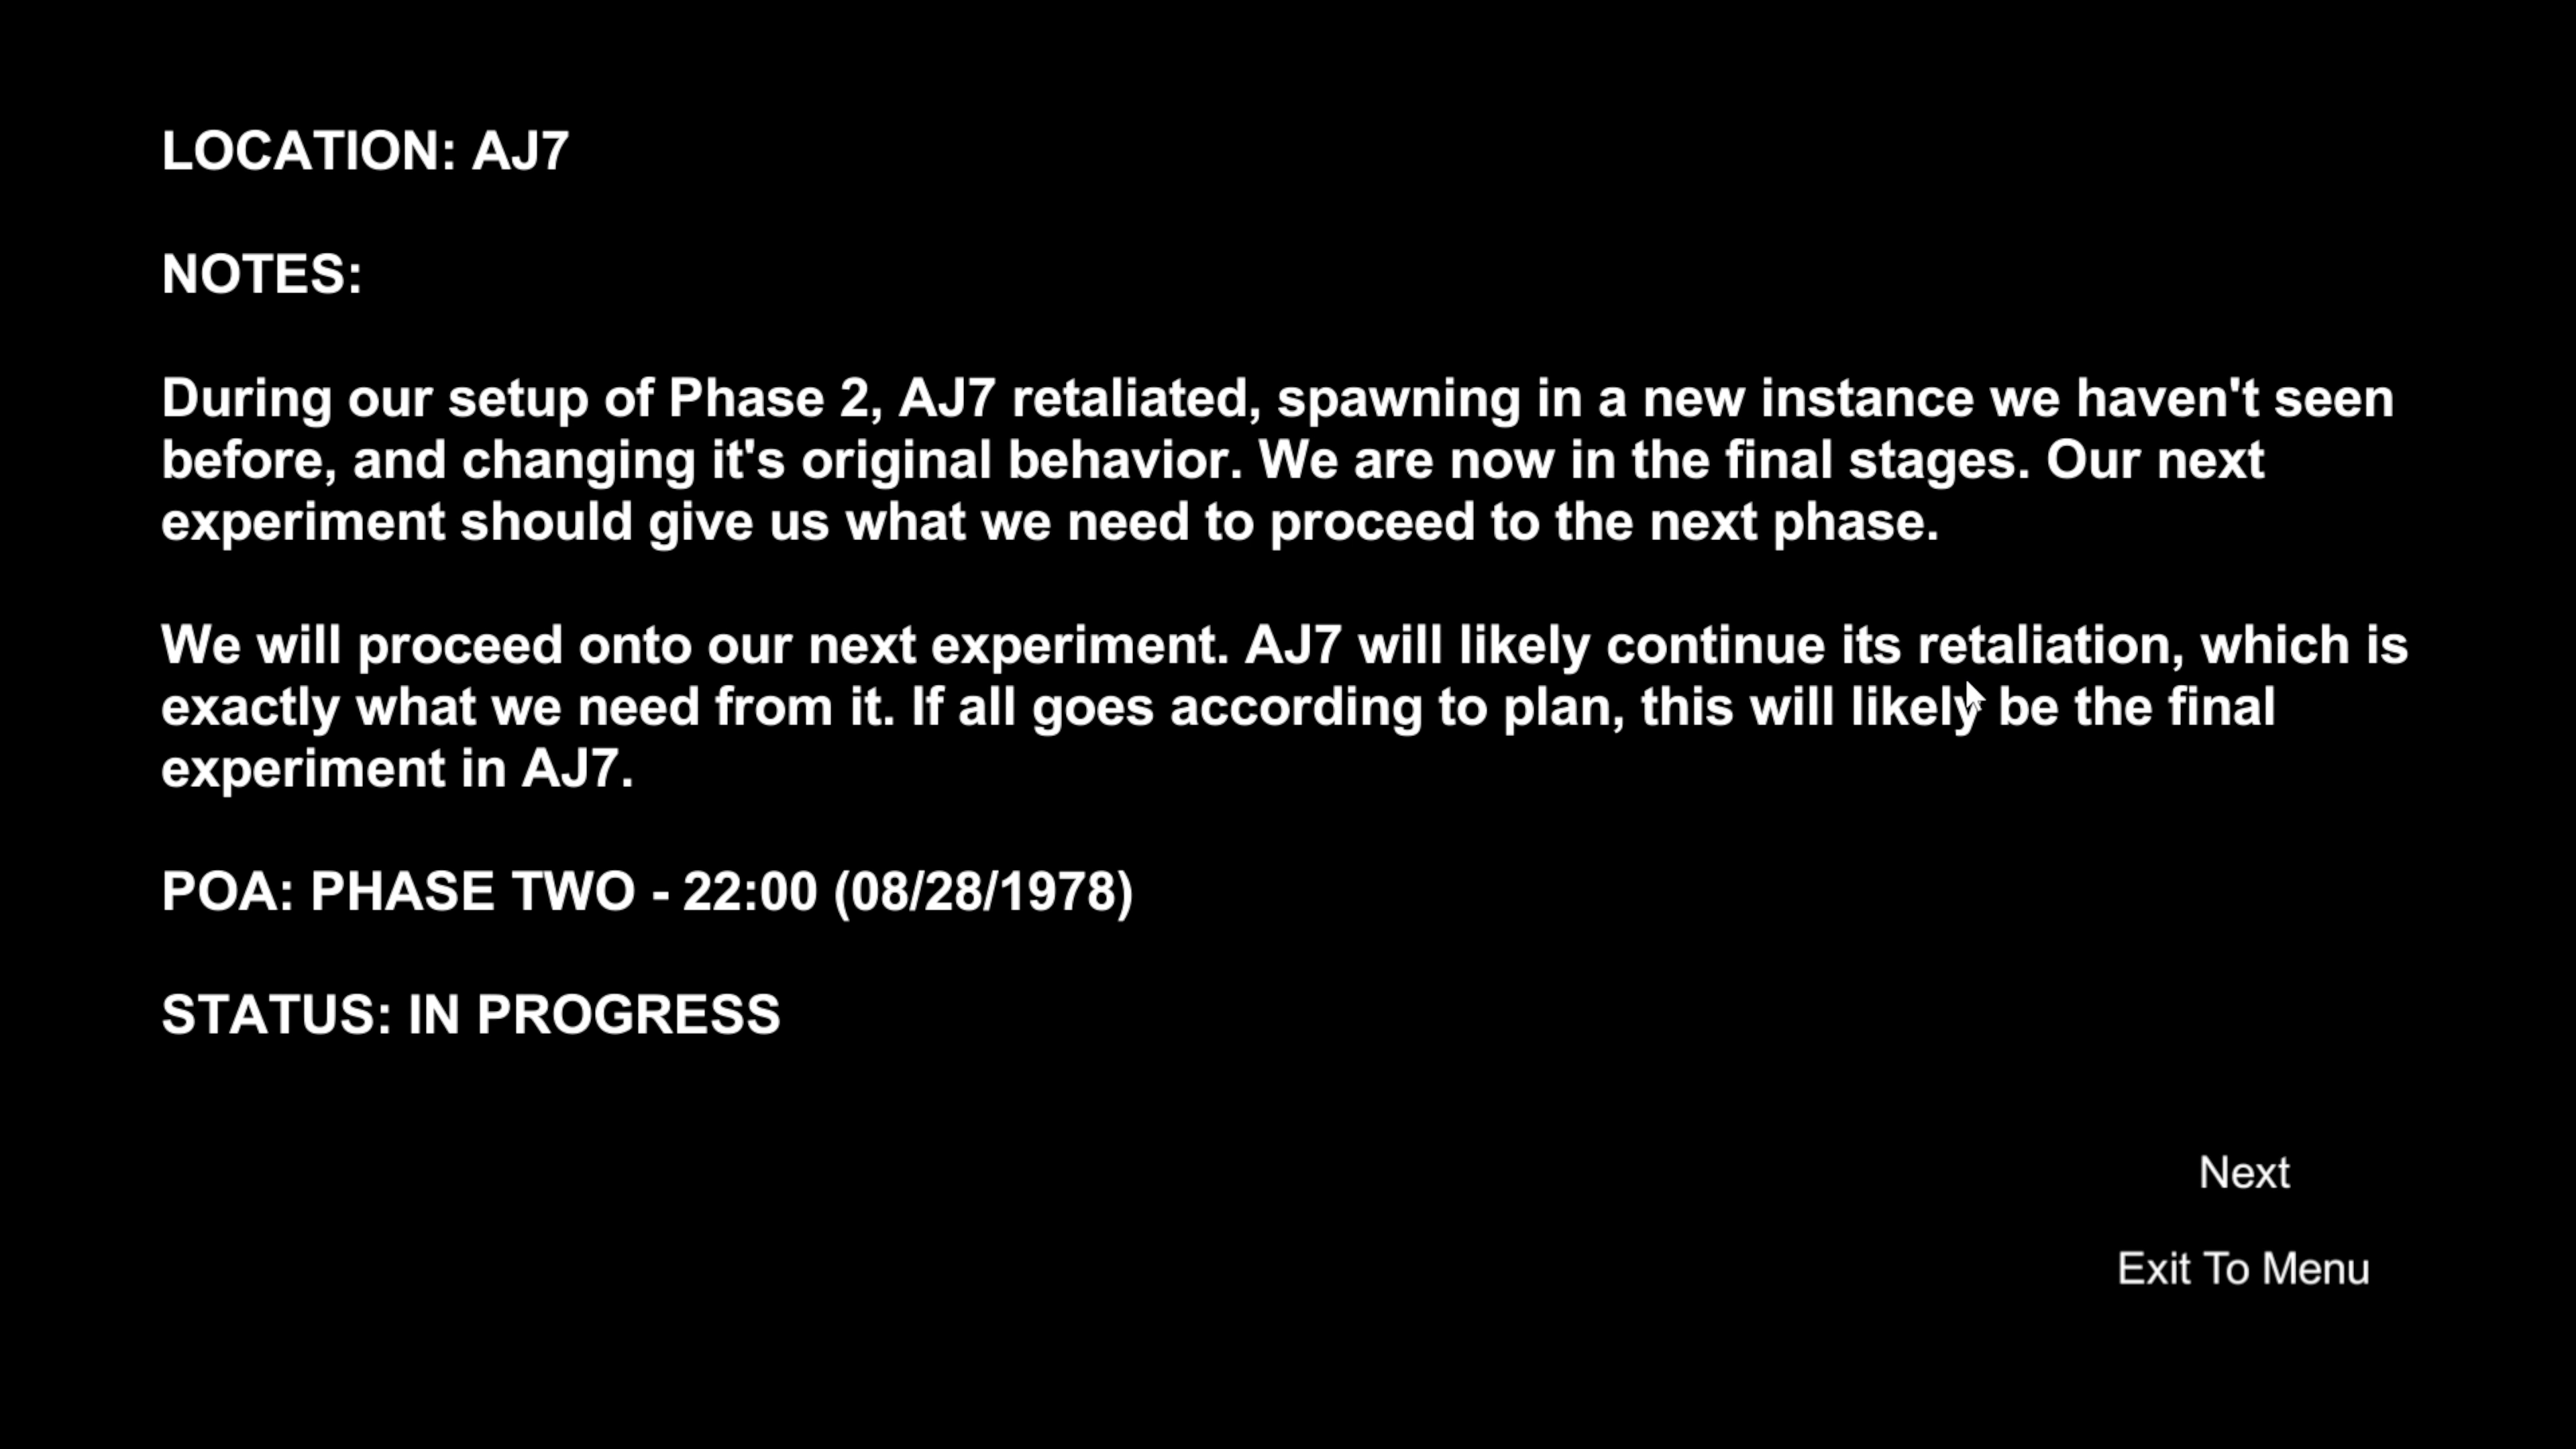 LOCATION: AJ7
NOTES:
During our setup of Phase 2, AJ7 retaliated, spawning in a new instance we haven't seen
before, and changing it's original behavior. We are now in the final stages. Our next
experiment should give us what we need to proceed to the next phase.
We will proceed onto our next experiment. AJ7 will likely continue its retaliation, which is
exactly what we need from it. If all goes according to plan, this will likely be the final
experiment in AJ7.
POA: PHASE TWO - 22:00 (08/28/1978)
STATUS: IN PROGRESS
Next
Exit To Menu